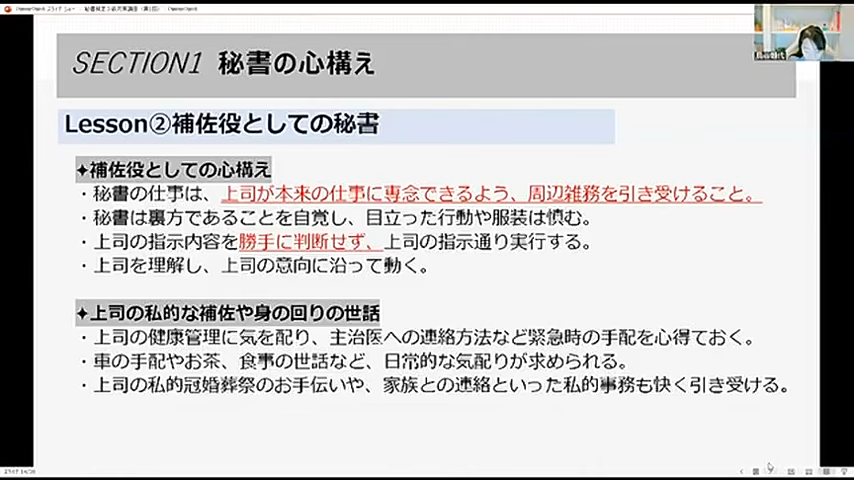 SECTION1 秘書の心構え
Lesson②補佐役としての秘書
✦補佐役としての心構え
・秘書の仕事は、上司が本来の仕事に専念できるよう、周辺雑務を引き受けること。
・秘書は裏方であることを自覚し、目立った行動や服装は慎む。
・上司の指示内容を勝手に判断せず、上司の指示通り実行する。
・上司を理解し、上司の意向に沿って動く。
✦上司の私的な補佐や身の回りの世話
・上司の健康管理に気を配り、主治医への連絡方法など緊急時の手配を心得ておく。
・車の手配やお茶、食事の世話など、日常的な気配りが求められる。
・上司の私的冠婚葬祭のお手伝いや、家族との連絡といった私的事務も快く引き受ける。